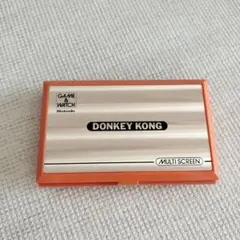 GAME &
WATCH
Nintendo
DONKEY KONG
MULTI SCREEN